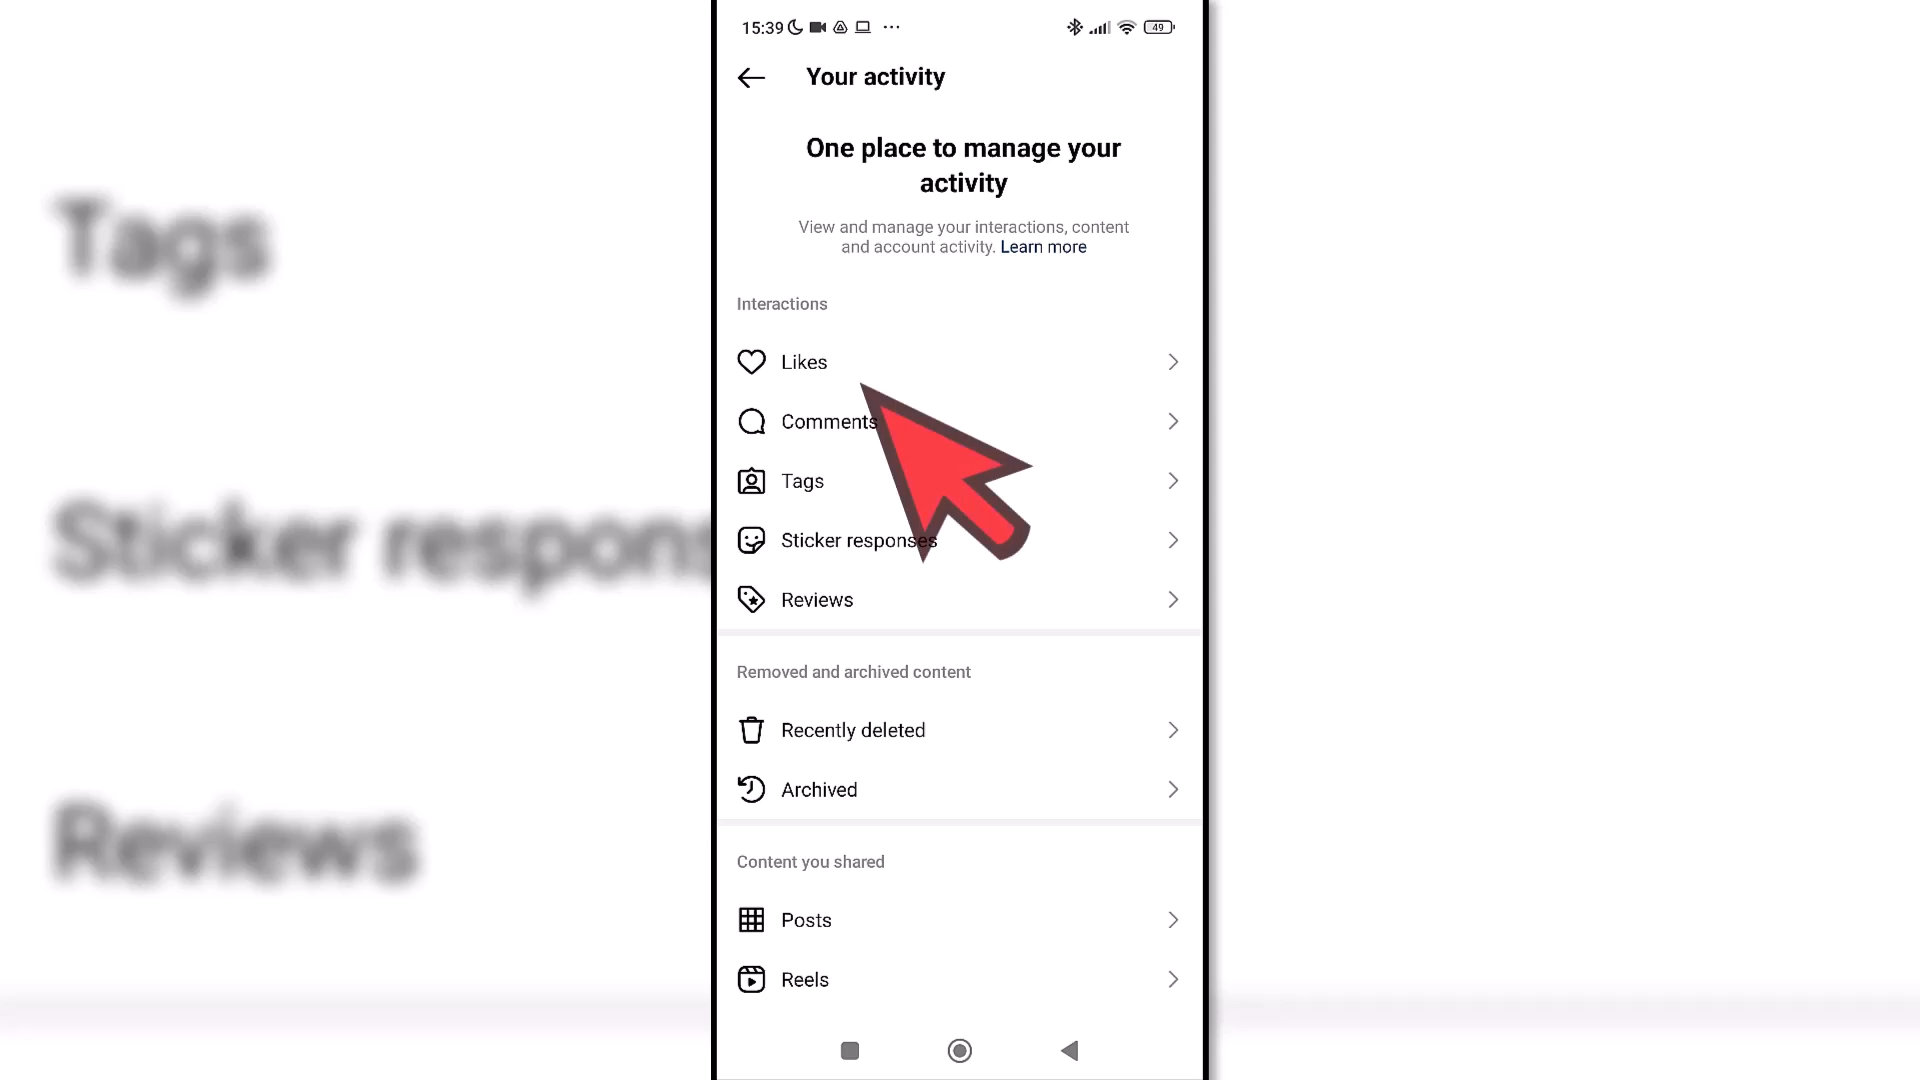 15:39
49
Your activity
One place to manage your
activity
View and manage your interactions, content
and account activity. Learn more
Interactions
Likes
Comments
Tags
Sticker responses
Reviews
Removed and archived content
Recently deleted
Archived
Content you shared
Posts
Reels
Tags
Sticker respons
Reviews